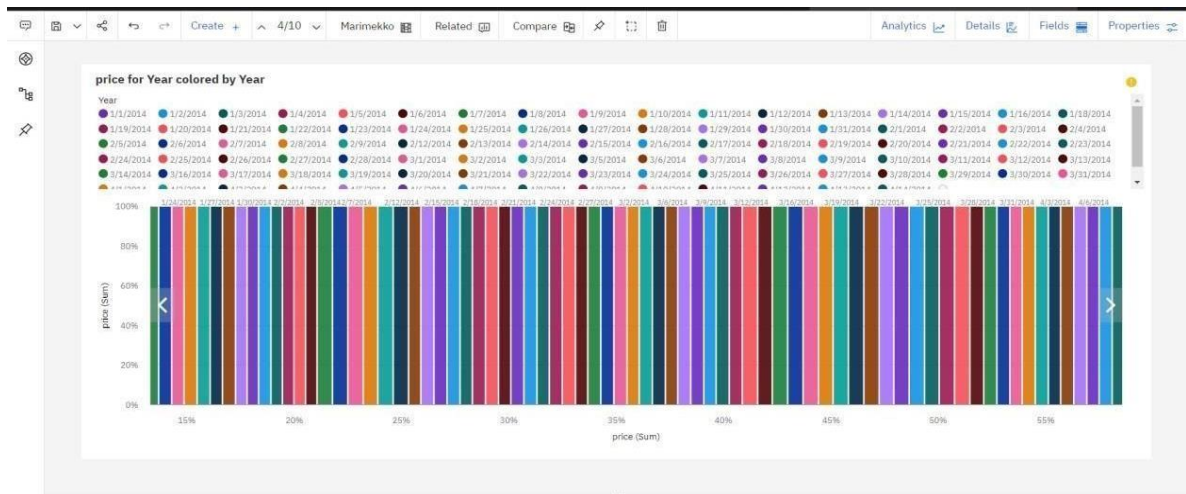 Create + 4/10 Marimekko Related Compare Analytics Details Fields Properties
price for Year colored by Year
Year
1/1/2014 1/2/2014 1/3/2014 1/4/2014 1/5/2014 1/6/2014 1/7/2014 1/8/2014 1/9/2014 1/10/2014 1/11/2014 1/12/2014 1/13/2014 1/14/2014 1/15/2014 1/16/2014 1/18/2014
1/19/2014 1/20/2014 1/21/2014 1/22/2014 1/23/2014 1/24/2014 1/25/2014 1/26/2014 1/27/2014 1/28/2014 1/29/2014 1/30/2014 1/31/2014 2/1/2014 2/2/2014 2/3/2014 2/4/2014
2/5/2014 2/6/2014 2/7/2014 2/8/2014 2/9/2014 2/12/2014 2/13/2014 2/14/2014 2/15/2014 2/16/2014 2/17/2014 2/18/2014 2/19/2014 2/20/2014 2/21/2014 2/22/2014 2/23/2014
2/24/2014 2/25/2014 2/26/2014 2/27/2014 2/28/2014 3/1/2014 3/2/2014 3/3/2014 3/5/2014 3/6/2014 3/7/2014 3/8/2014 3/9/2014 3/10/2014 3/11/2014 3/12/2014 3/13/2014
3/14/2014 3/16/2014 3/17/2014 3/18/2014 3/19/2014 3/20/2014 3/21/2014 3/22/2014 3/23/2014 3/24/2014 3/25/2014 3/26/2014 3/27/2014 3/28/2014 3/29/2014 3/30/2014 3/31/2014
1/24/2014 1/27/2014 1/30/2014 2/2/2014 2/5/2014 2/7/2014 2/12/2014 2/15/2014 2/18/2014 2/21/2014 2/24/2014 2/27/2014 3/2/2014 3/6/2014 3/9/2014 3/12/2014 3/16/2014 3/19/2014 3/22/2014 3/25/2014 3/28/2014 3/31/2014 4/3/2014 4/6/2014
100%
80%
60%
40%
20%
0%
price (Sum)
15% 20% 25% 30% 35% 40% 45% 50% 55%
price (Sum)